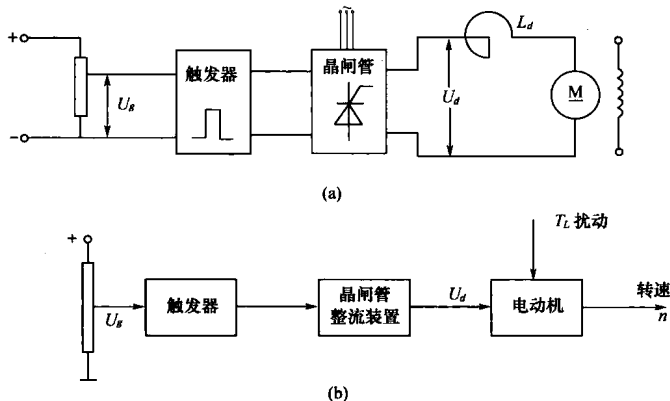 +
−
U_g
触发器
~
晶闸管
U_d
L_d
M
(a)
+
U_g
触发器
晶闸管
整流装置
U_d
T_L 扰动
电动机
转速
n
(b)